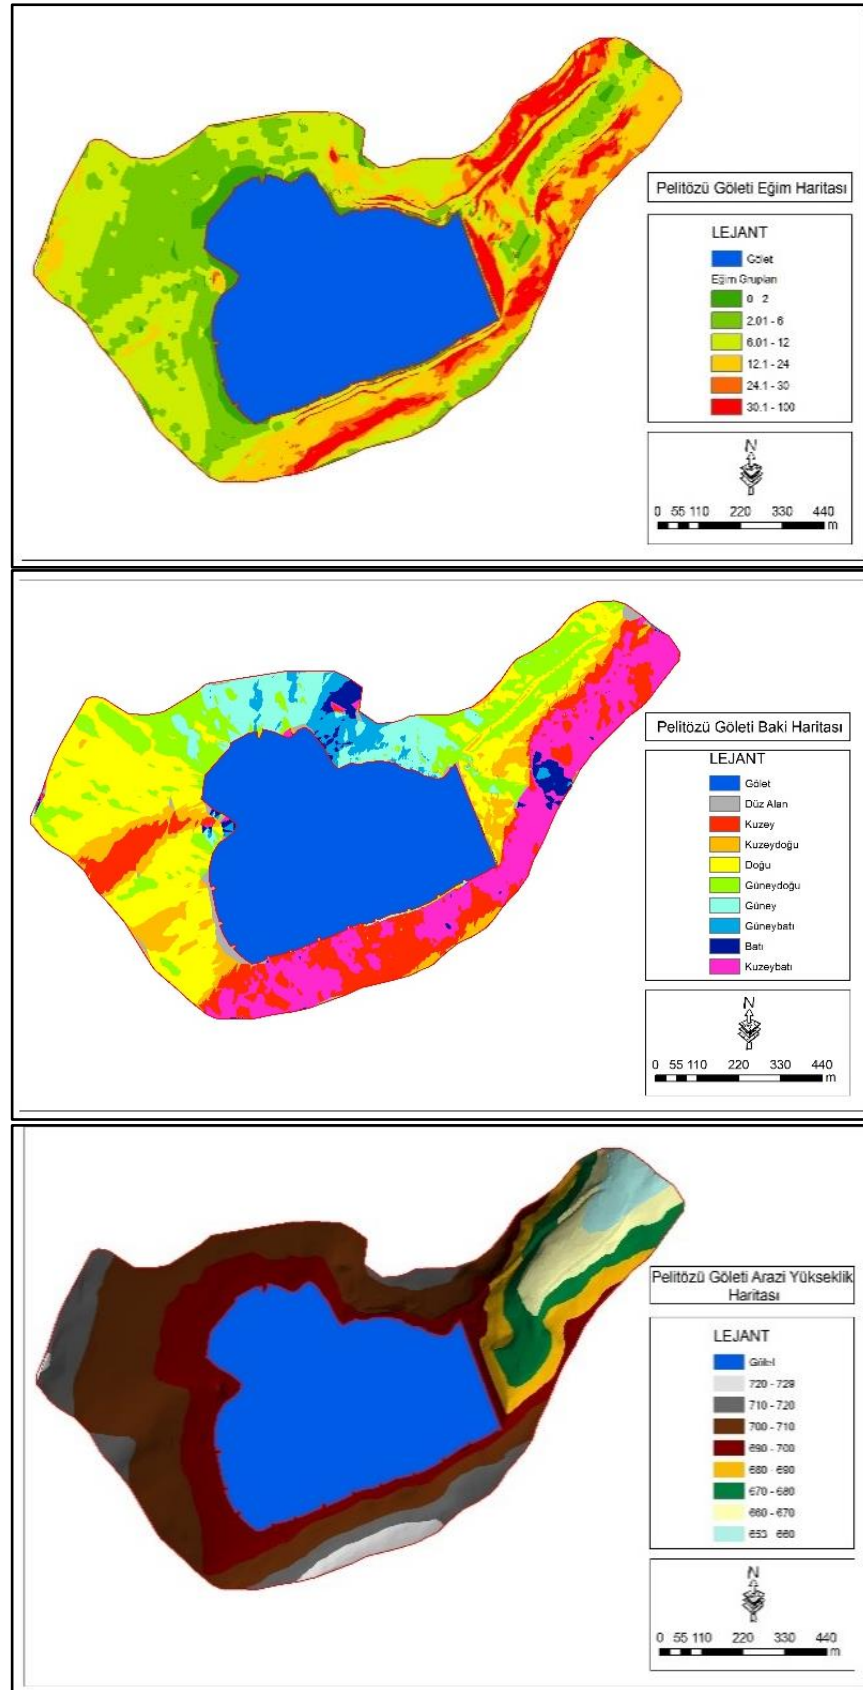 Pelitözü Göleti Eğim Haritası
LEJANT
Gölet
Eğim Grupları
0 2
2.01 - 6
6.01 - 12
12.1 - 24
24.1 - 30
30.1 - 100
N
0 55 110 220 330 440
m
Pelitözü Göleti Baki Haritası
LEJANT
Gölet
Düz Alan
Kuzey
Kuzeydoğu
Doğu
Güneydoğu
Güney
Güneybatı
Batı
Kuzeybatı
N
0 55 110 220 330 440
m
Pelitözü Göleti Arazi Yükseklik
Haritası
LEJANT
Gölet
720 - 729
710 - 720
700 - 710
690 - 700
680 - 690
670 - 680
660 - 670
653 660
N
0 55 110 220 330 440
m